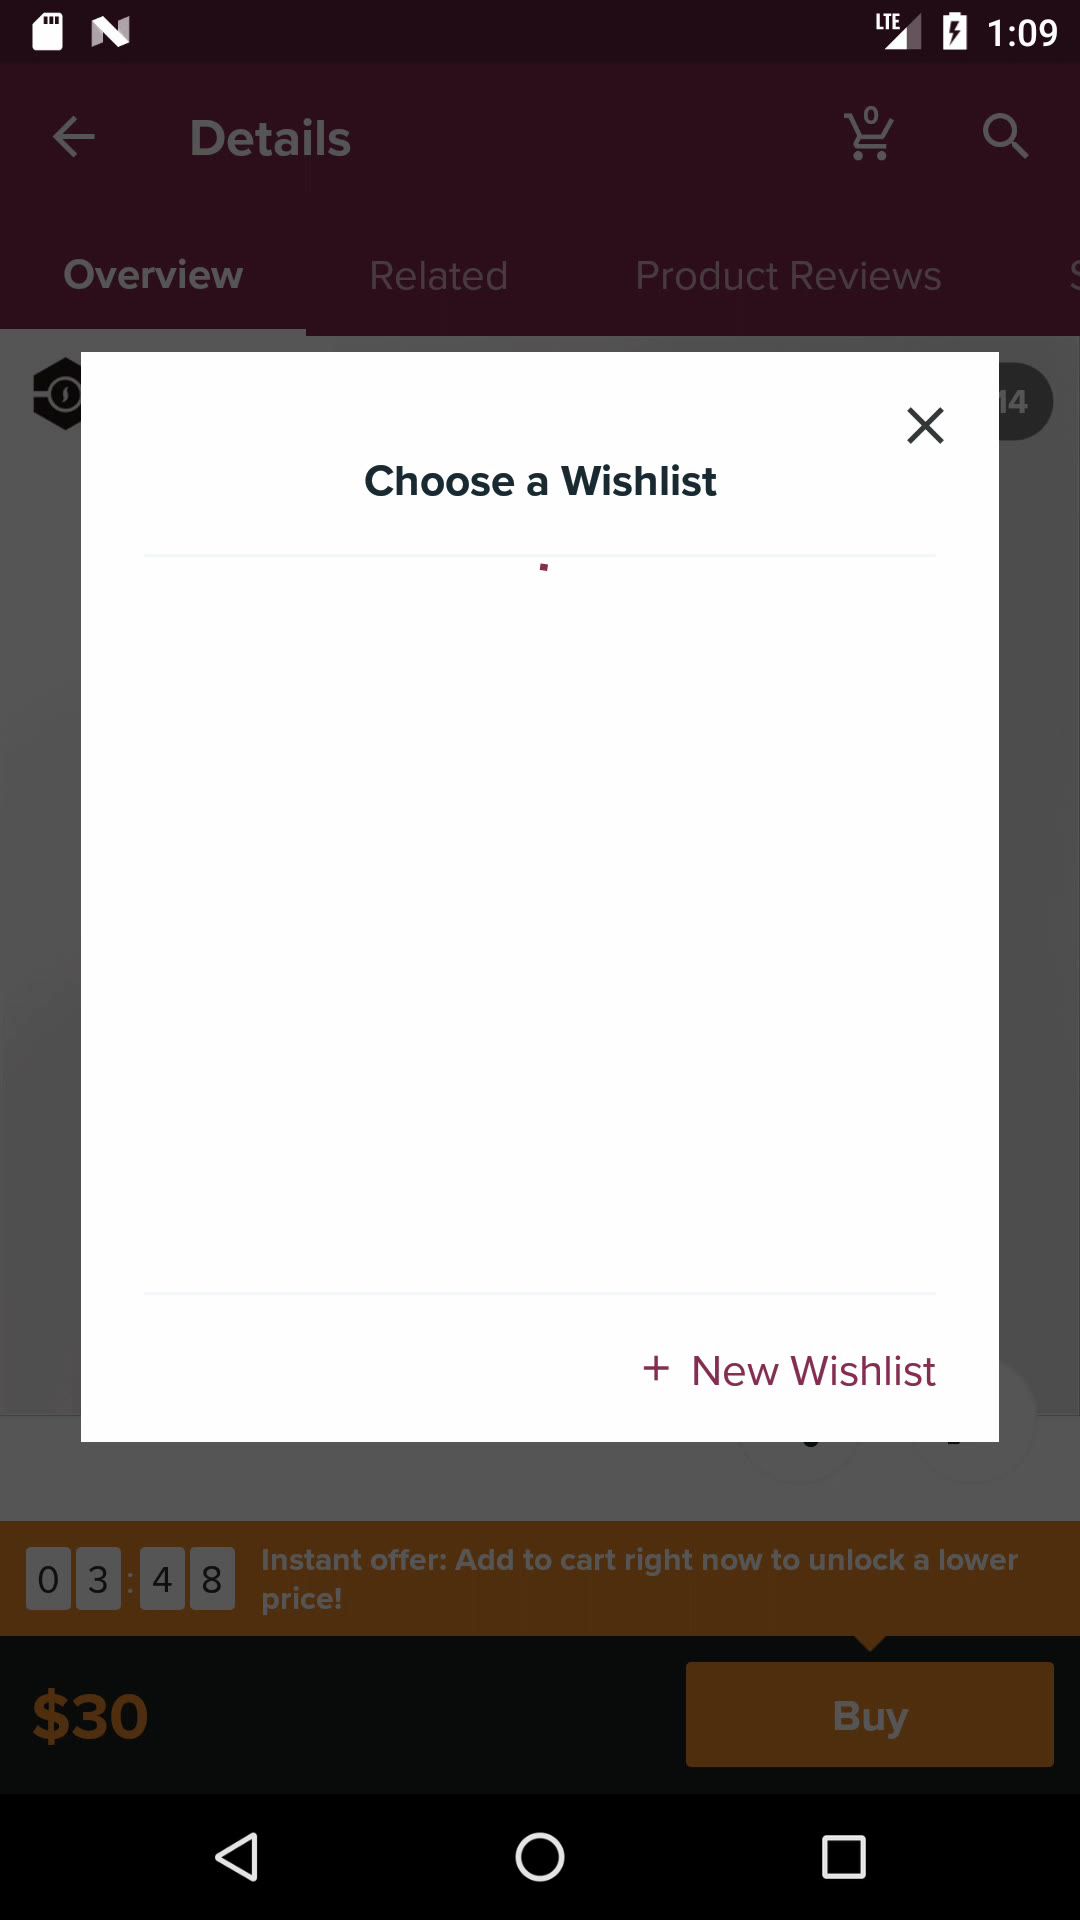 LTE 1:09
Details 0
Overview Related Product Reviews S
14
Choose a Wishlist
+ New Wishlist
0 3 : 4 8
Instant offer: Add to cart right now to unlock a lower
price!
$30 Buy